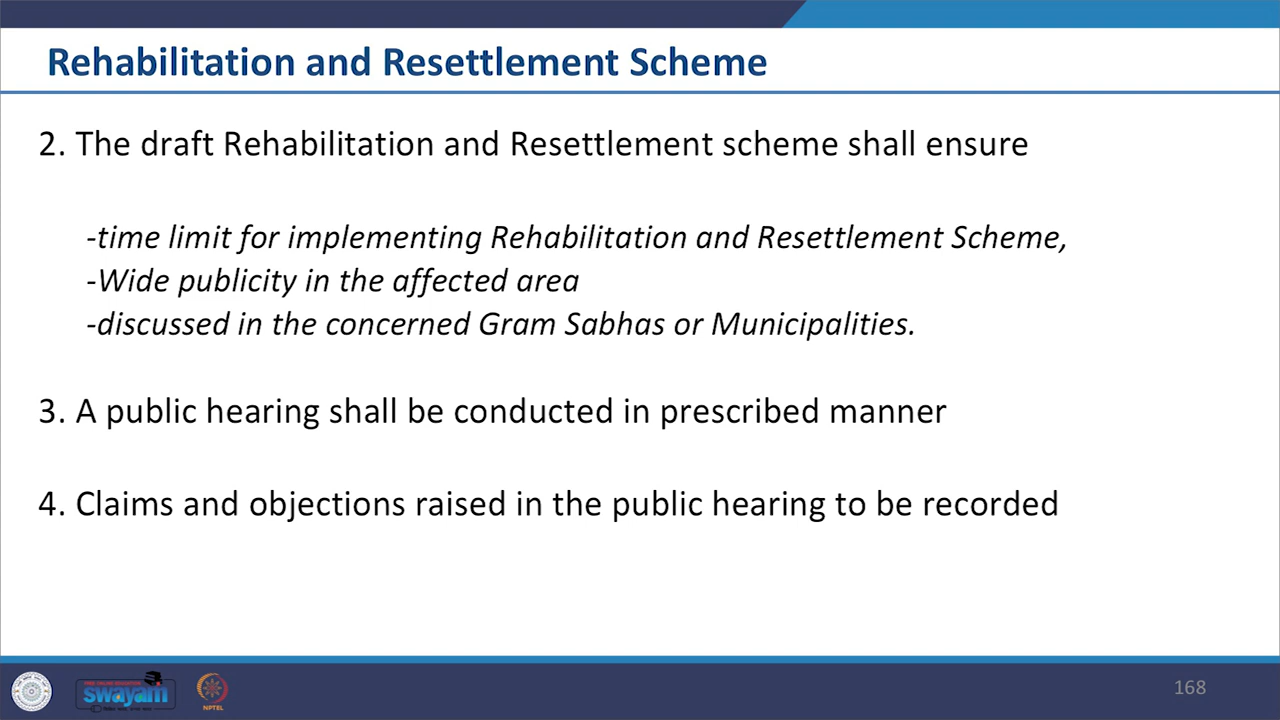 Rehabilitation and Resettlement Scheme
2. The draft Rehabilitation and Resettlement scheme shall ensure
-time limit for implementing Rehabilitation and Resettlement Scheme,
-Wide publicity in the affected area
-discussed in the concerned Gram Sabhas or Municipalities.
3. A public hearing shall be conducted in prescribed manner
4. Claims and objections raised in the public hearing to be recorded
swayam
NPTEL
168